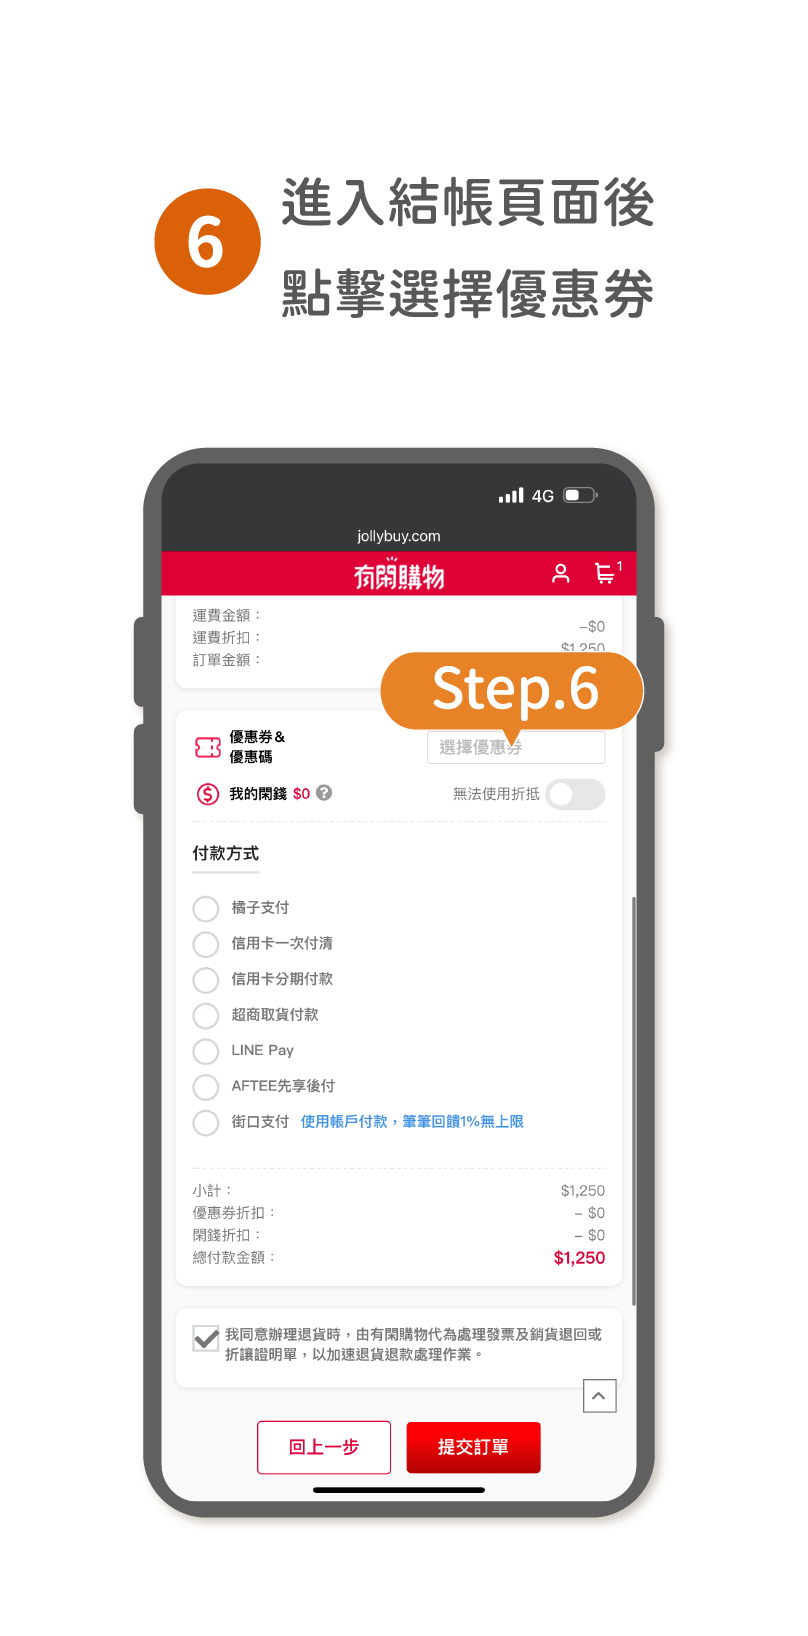 6
進入結帳頁面後
點擊選擇優惠券
4G
jollybuy.com
有閑購物
1
運費金額：
運費折扣：
–$0
訂單金額：
$1,250
Step.6
優惠券&
優惠碼
選擇優惠券
我的閑錢 $0 ?
無法使用折抵
付款方式
橘子支付
信用卡一次付清
信用卡分期付款
超商取貨付款
LINE Pay
AFTEE先享後付
街口支付 使用帳戶付款，筆筆回饋1%無上限
小計： $1,250
優惠券折扣： – $0
閑錢折扣： – $0
總付款金額： $1,250
我同意辦理退貨時，由有閑購物代為處理發票及銷貨退回或
折讓證明單，以加速退貨退款處理作業。
回上一步
提交訂單